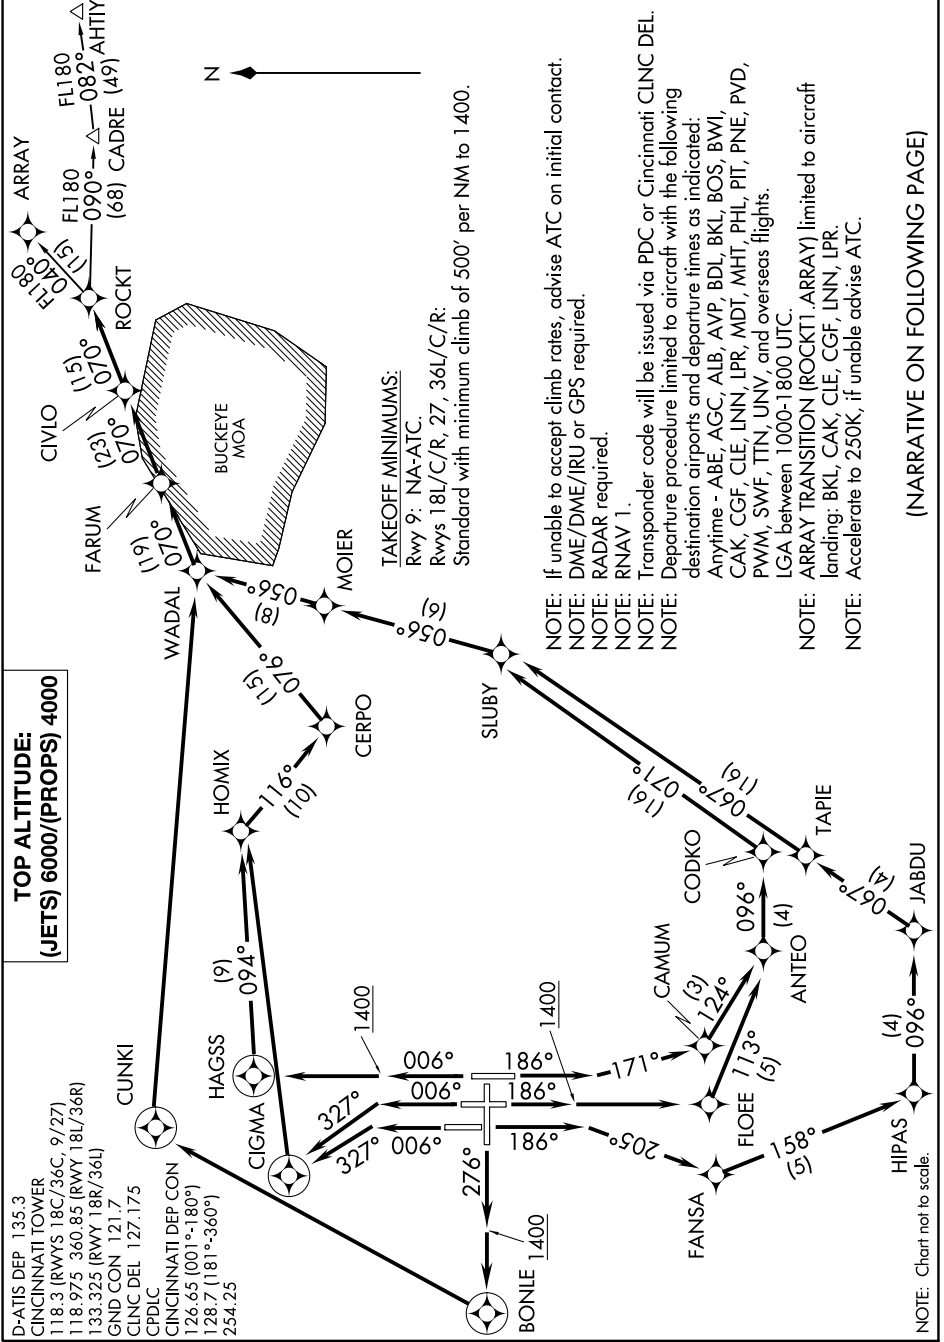 TOP ALTITUDE:
(JETS) 6000/(PROPS) 4000
D-ATIS DEP 135.3
CINCINNATI TOWER
118.3 (RWYS 18C/36C, 9/27)
118.975 360.85 (RWY 18L/36R)
133.325 (RWY 18R/36L)
GND CON 121.7
CLNC DEL 127.175
CPDLC
CINCINNATI DEP CON
126.65 (001°-180°)
128.7 (181°-360°)
254.25
ARRAY
FL180
040°
(15)
FL180
090°
(68)
CADRE
FL180
082°
(49)
AHTIY
ROCKT
(15)
070°
CIVLO
(23)
070°
FARUM
(19)
070°
WADAL
BUCKEYE
MOA
N
CUNKI
HOMIX
116°
(10)
CERPO
076°
(15)
056°
(8)
MOIER
056°
(6)
SLUBY
HAGSS
(9)
094°
CIGMA
327°
327°
1400
006°
006°
006°
276°
1400
BONLE
186°
186°
186°
1400
171°
205°
CAMUM
(3)
124°
FLOEE
113°
(5)
ANTEO
096°
(4)
CODKO
071°
(16)
067°
(16)
TAPIE
067°
(4)
JABDU
(4)
096°
HIPAS
158°
(5)
FANSA
TAKEOFF MINIMUMS:
Rwy 9: NA-ATC.
Rwys 18L/C/R, 27, 36L/C/R:
Standard with minimum climb of 500' per NM to 1400.
NOTE: If unable to accept climb rates, advise ATC on initial contact.
NOTE: DME/DME/IRU or GPS required.
NOTE: RADAR required.
NOTE: RNAV 1.
NOTE: Transponder code will be issued via PDC or Cincinnati CLNC DEL.
NOTE: Departure procedure limited to aircraft with the following
destination airports and departure times as indicated:
Anytime - ABE, AGC, ALB, AVP, BDL, BKL, BOS, BWI,
CAK, CGF, CLE, LNN, LPR, MDT, MHT, PHL, PIT, PNE, PVD,
PWM, SWF, TTN, UNV, and overseas flights.
LGA between 1000-1800 UTC.
NOTE: ARRAY TRANSITION (ROCKT1.ARRAY) limited to aircraft
landing: BKL, CAK, CLE, CGF, LNN, LPR.
NOTE: Accelerate to 250K, if unable advise ATC.
(NARRATIVE ON FOLLOWING PAGE)
NOTE: Chart not to scale.